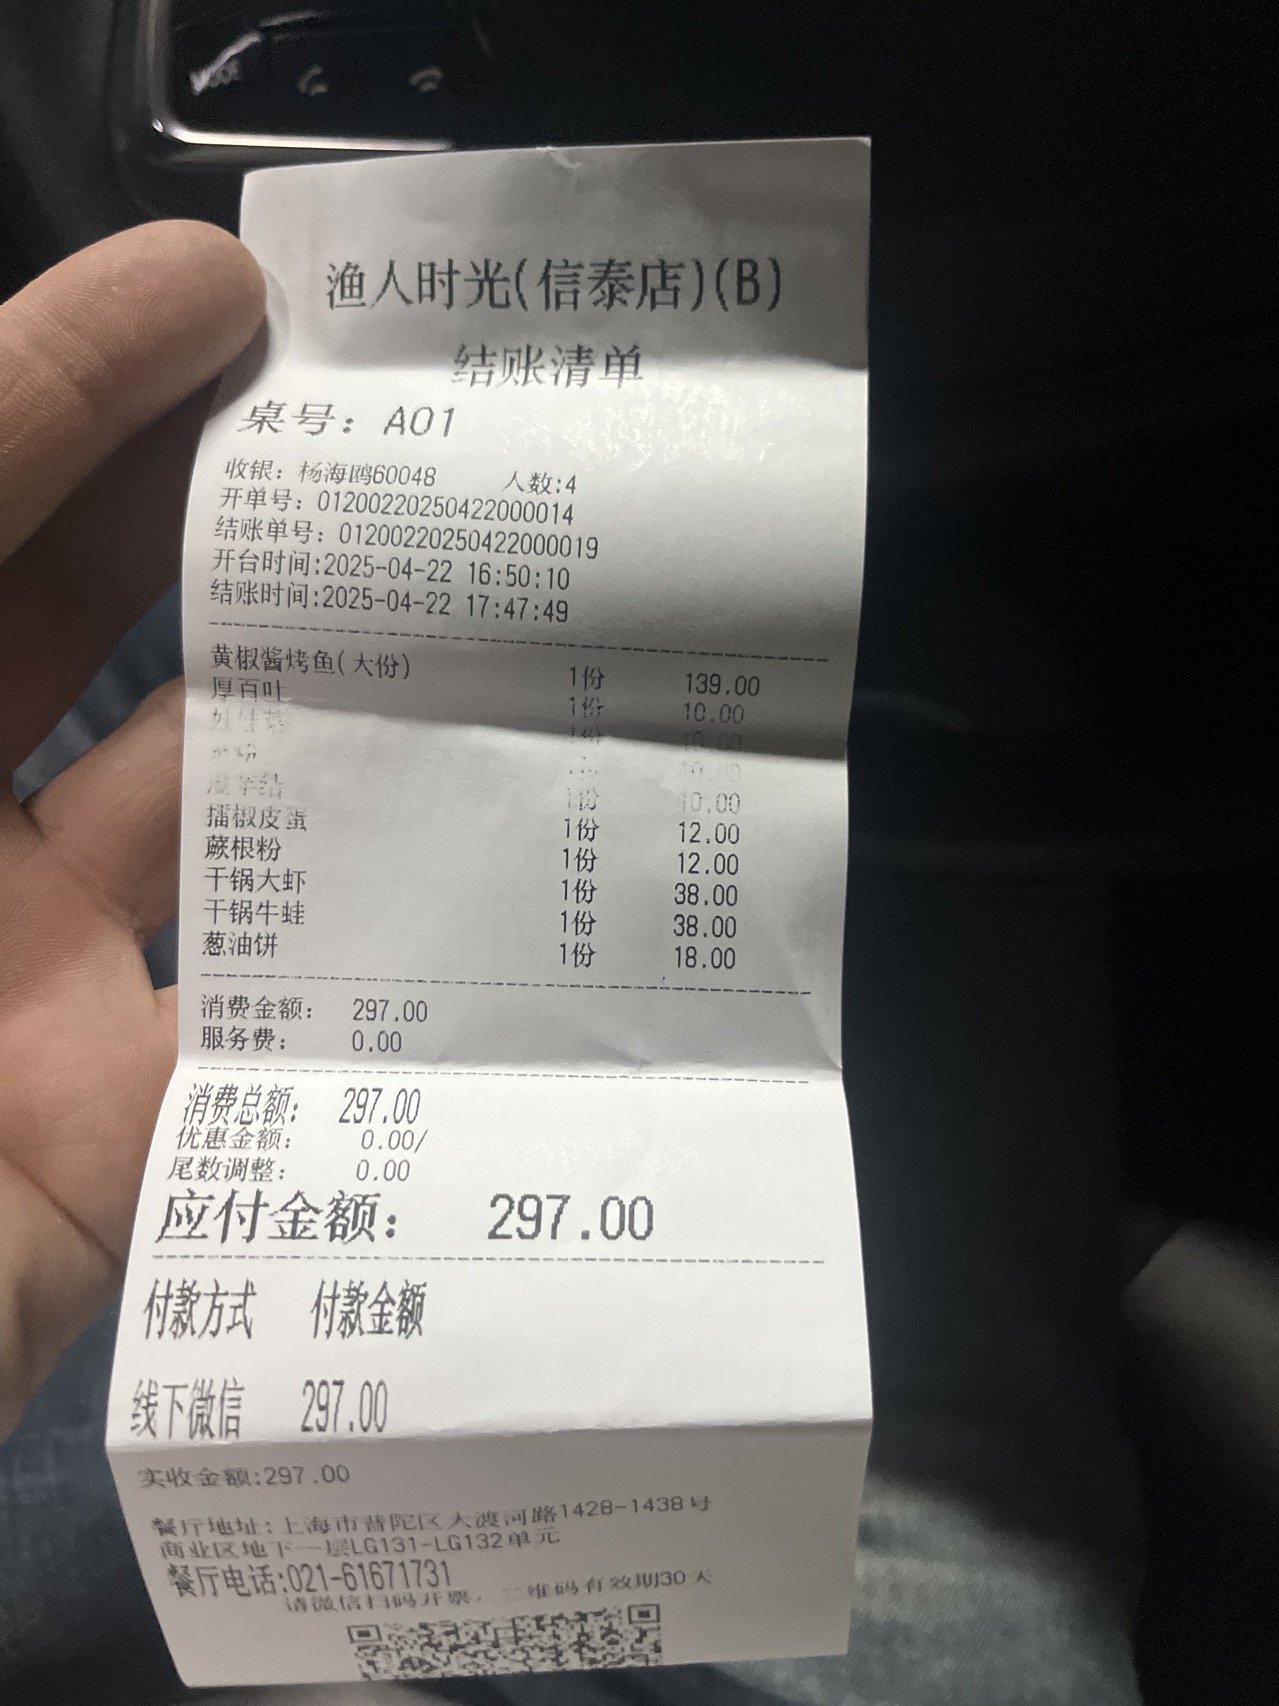 渔人时光(信泰店)(B)
结账清单
桌号：A01
收银：杨海鸥60048 人数:4
开单号：01200220250422000014
结账单号：01200220250422000019
开台时间:2025-04-22 16:50:10
结账时间:2025-04-22 17:47:49
黄椒酱烤鱼(大份) 1份 139.00
厚百叶 1份 10.00
娃娃菜 1份 10.00
粉 10.00
魔芋结 1份 10.00
擂椒皮蛋 1份 12.00
蕨根粉 1份 12.00
干锅大虾 1份 38.00
干锅牛蛙 1份 38.00
葱油饼 1份 18.00
消费金额： 297.00
服务费： 0.00
消费总额： 297.00
优惠金额： 0.00/
尾数调整： 0.00
应付金额： 297.00
付款方式 付款金额
线下微信 297.00
实收金额:297.00
餐厅地址:上海市普陀区大渡河路1428-1438号
商业区地下一层LG131-LG132单元
餐厅电话:021-61671731
请微信扫码开票，二维码有效期30天